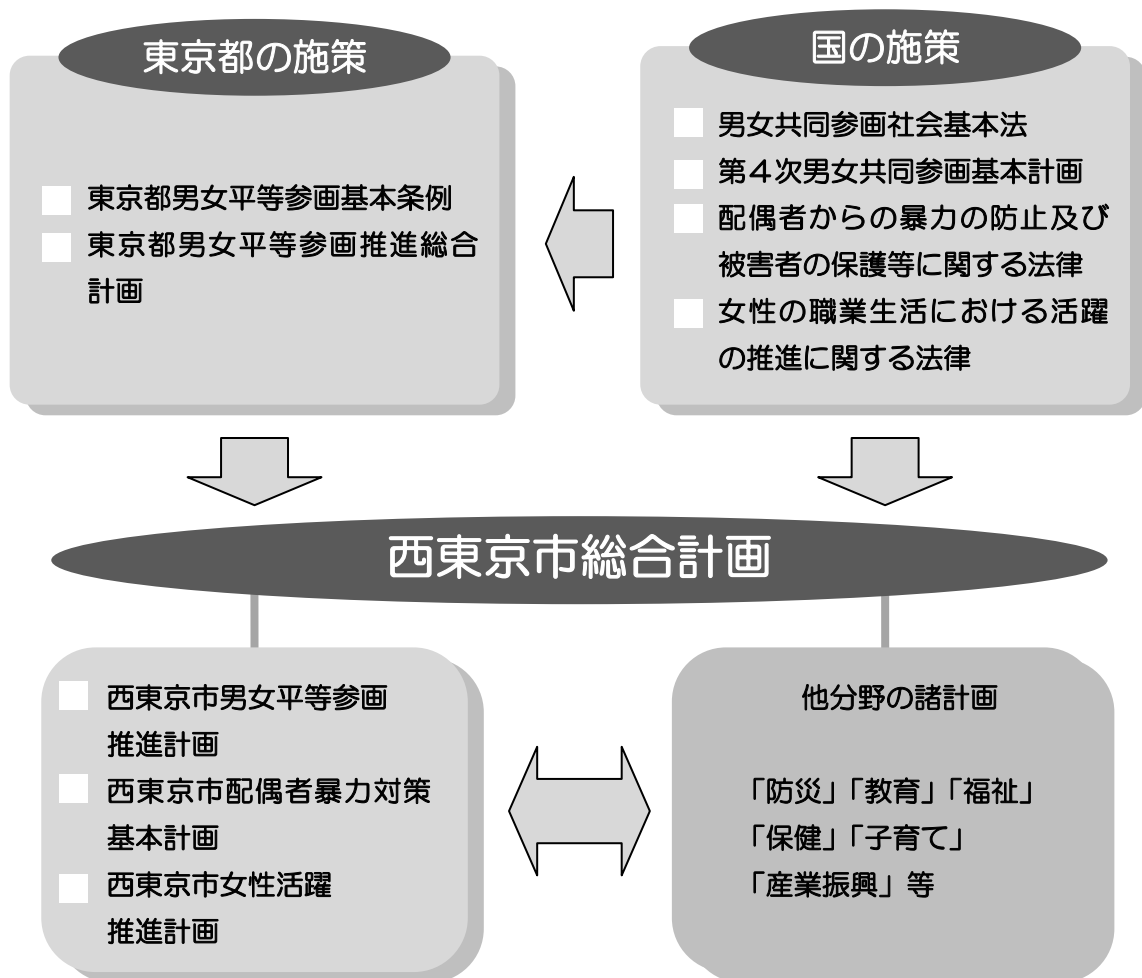 東京都の施策
東京都男女平等参画基本条例
東京都男女平等参画推進総合
計画
国の施策
男女共同参画社会基本法
第4次男女共同参画基本計画
配偶者からの暴力の防止及び
被害者の保護等に関する法律
女性の職業生活における活躍
の推進に関する法律
西東京市総合計画
西東京市男女平等参画
推進計画
西東京市配偶者暴力対策
基本計画
西東京市女性活躍
推進計画
他分野の諸計画
「防災」「教育」「福祉」
「保健」「子育て」
「産業振興」等